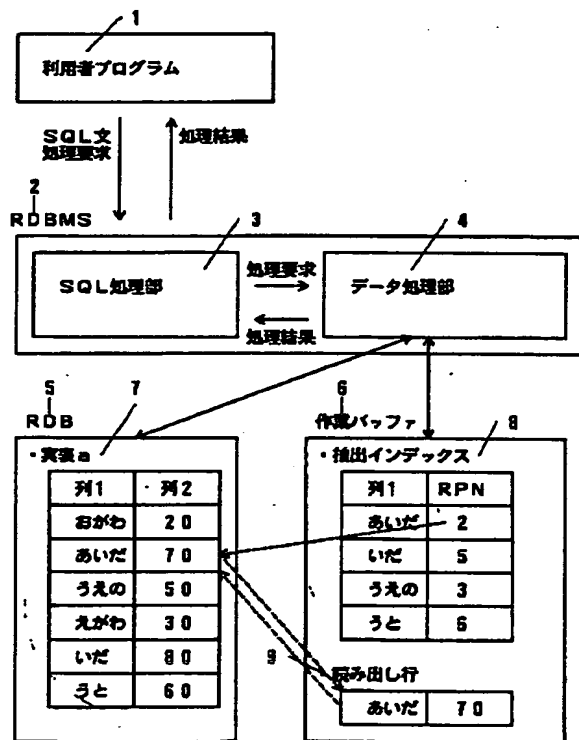 1
利用者プログラム
SQL文
処理要求
処理結果
2
RDBMS
3
4
SQL処理部
処理要求
処理結果
データ処理部
5
RDB
7
6
作業バッファ
8
・実表a
列1 列2
おがわ 20
あいだ 70
うえの 50
えがわ 30
いだ 80
うと 60
・抽出インデックス
列1 RPN
あいだ 2
いだ 5
うえの 3
うと 6
9
読み出し行
あいだ 70